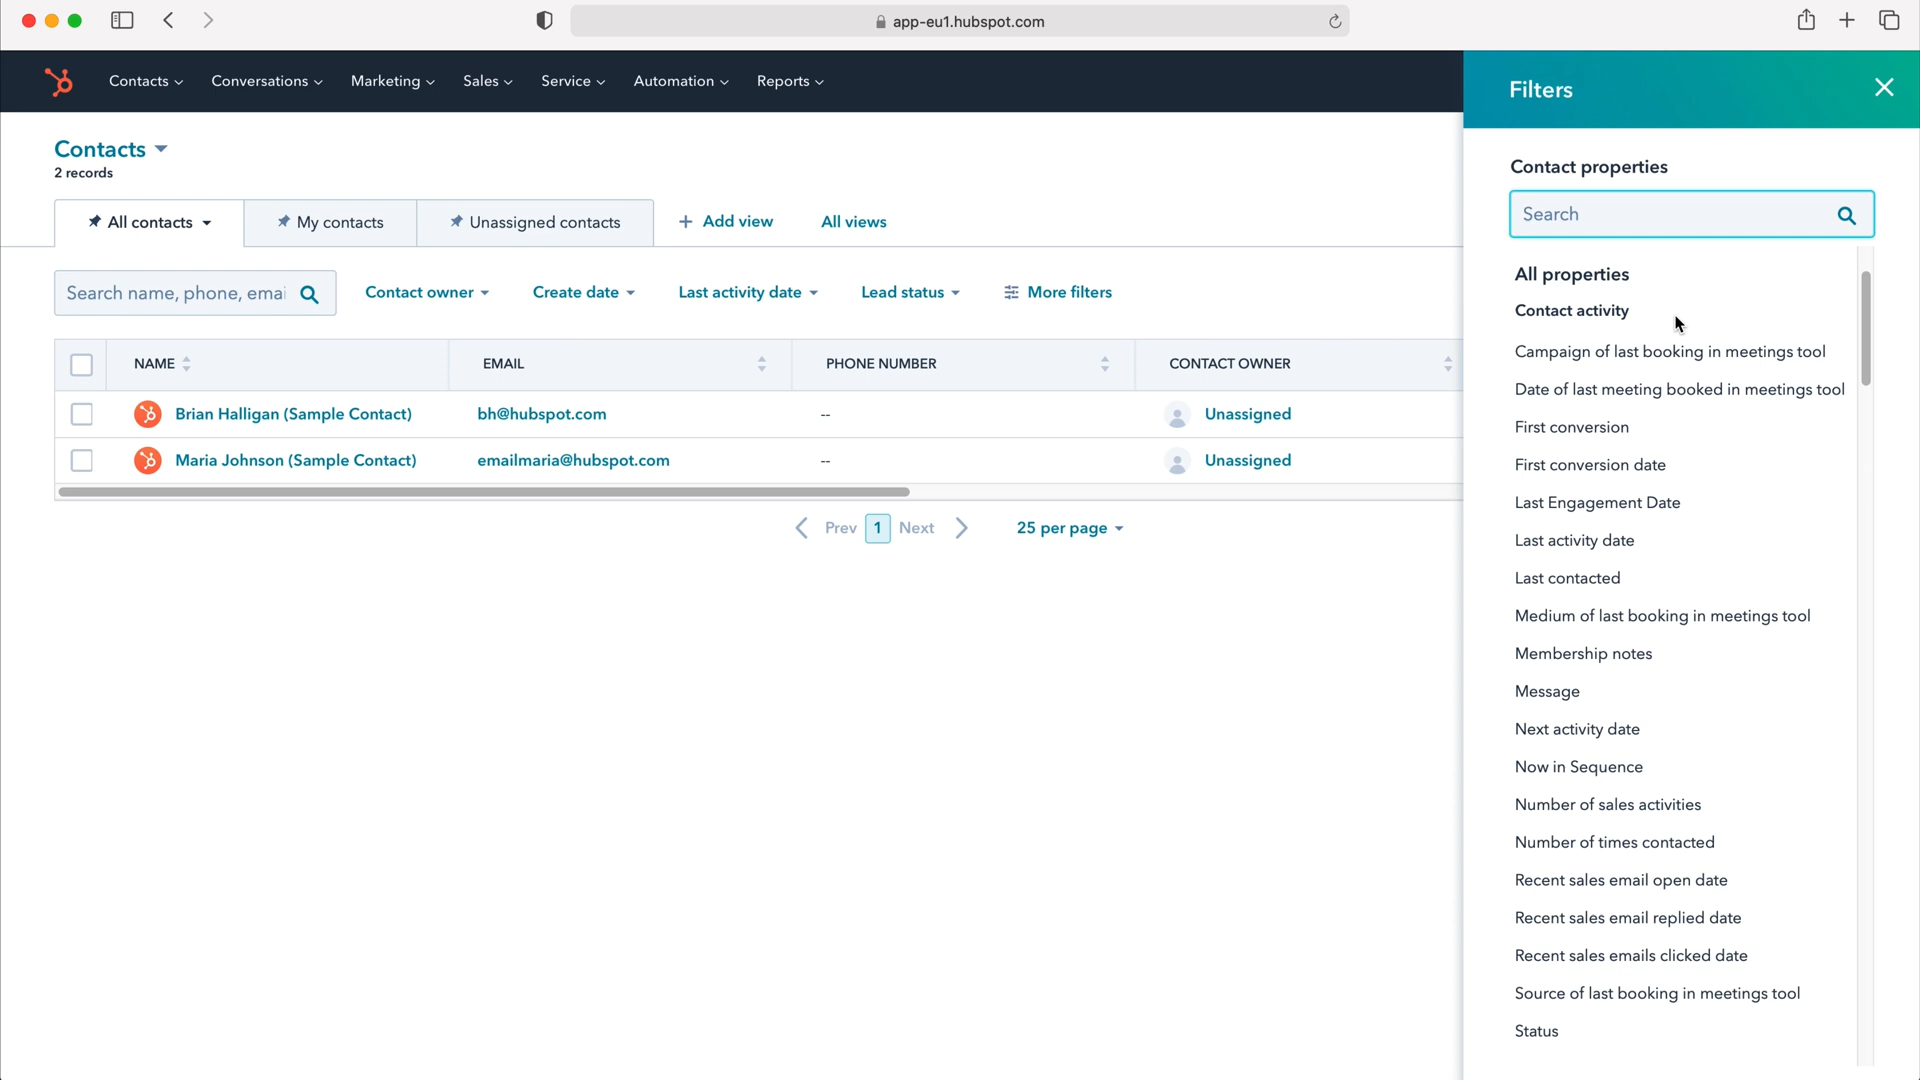 app-eu1.hubspot.com
Contacts Conversations Marketing Sales Service Automation Reports
Contacts
2 records
All contacts My contacts Unassigned contacts Add view All views
Search name, phone, emai Contact owner Create date Last activity date Lead status More filters
NAME EMAIL PHONE NUMBER CONTACT OWNER
Brian Halligan (Sample Contact) bh@hubspot.com -- Unassigned
Maria Johnson (Sample Contact) emailmaria@hubspot.com -- Unassigned
Prev 1 Next 25 per page
Filters
Contact properties
Search
All properties
Contact activity
Campaign of last booking in meetings tool
Date of last meeting booked in meetings tool
First conversion
First conversion date
Last Engagement Date
Last activity date
Last contacted
Medium of last booking in meetings tool
Membership notes
Message
Next activity date
Now in Sequence
Number of sales activities
Number of times contacted
Recent sales email open date
Recent sales email replied date
Recent sales emails clicked date
Source of last booking in meetings tool
Status